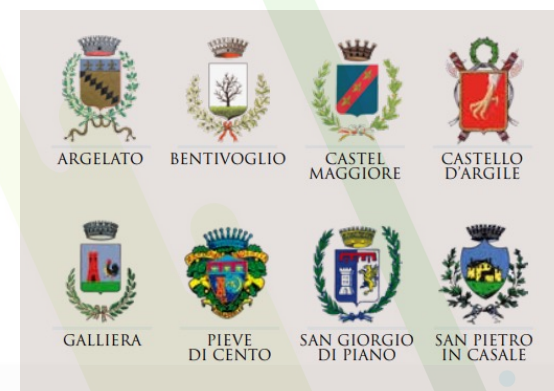 ARGELATO
BENTIVOGLIO
CASTEL
MAGGIORE
CASTELLO
D'ARGILE
GALLIERA
PIEVE
DI CENTO
SAN GIORGIO
DI PIANO
SAN PIETRO
IN CASALE